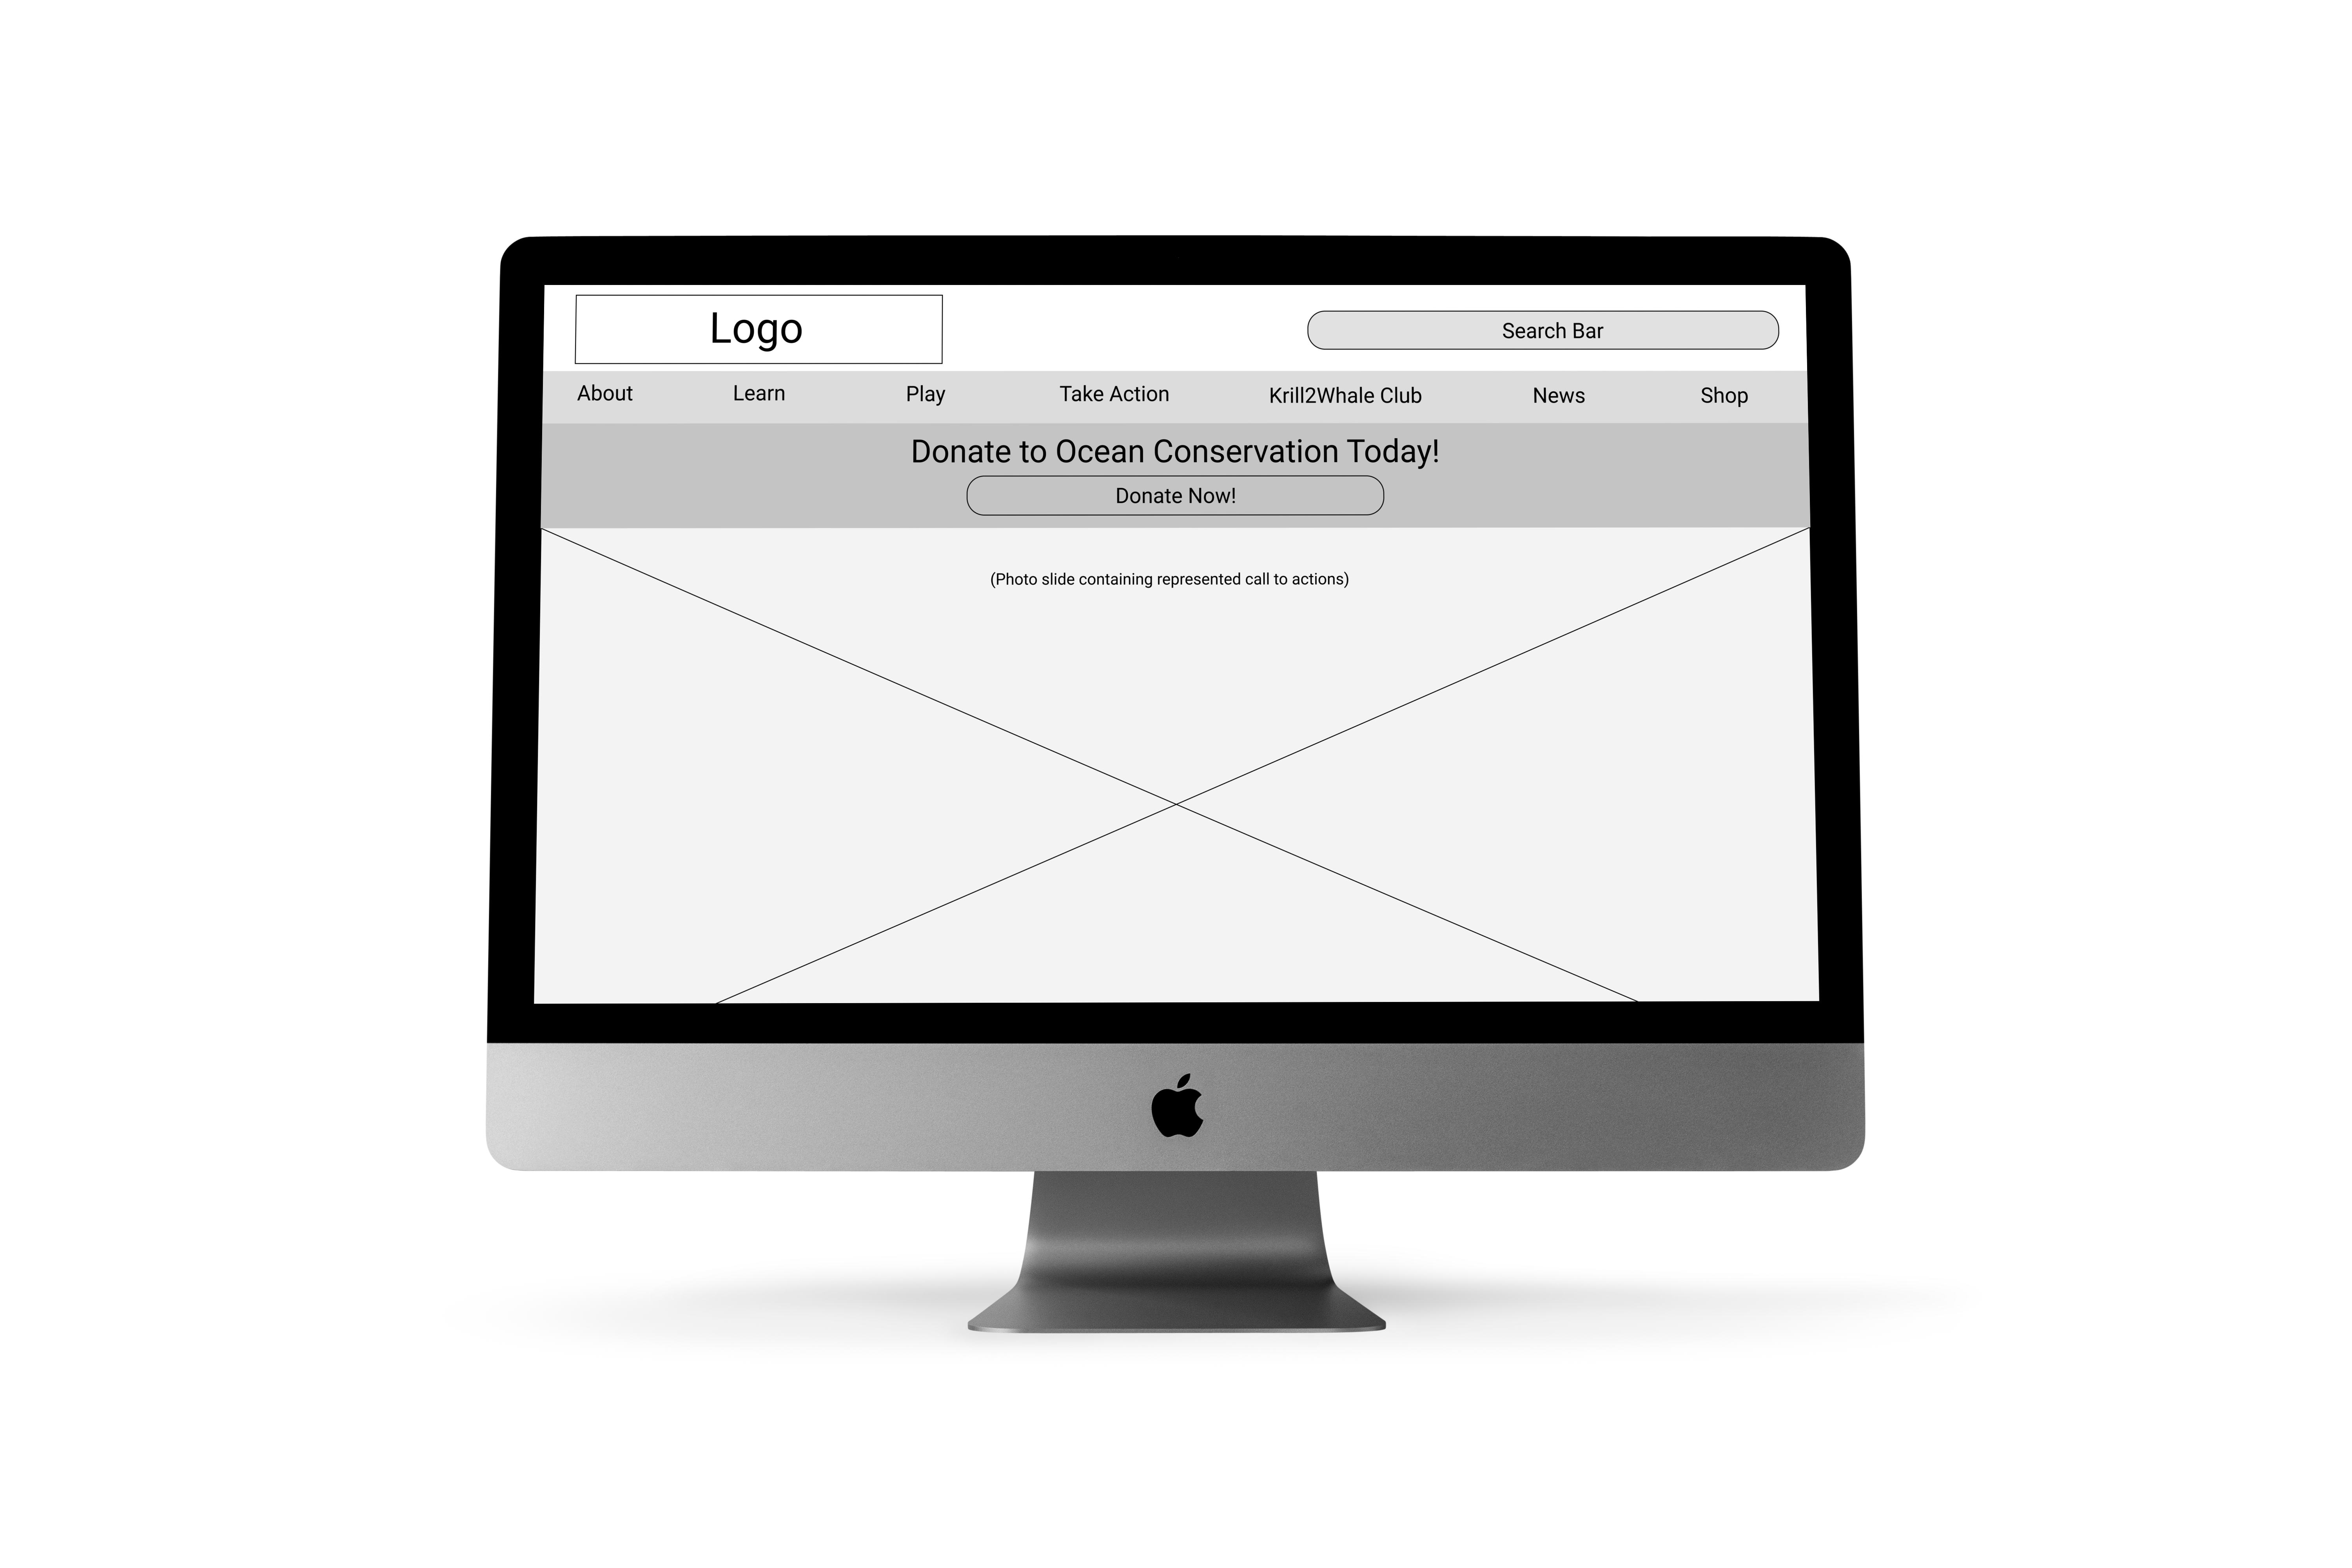 Logo
Search Bar
About Learn Play Take Action Krill2Whale Club News Shop
Donate to Ocean Conservation Today!
Donate Now!
(Photo slide containing represented call to actions)